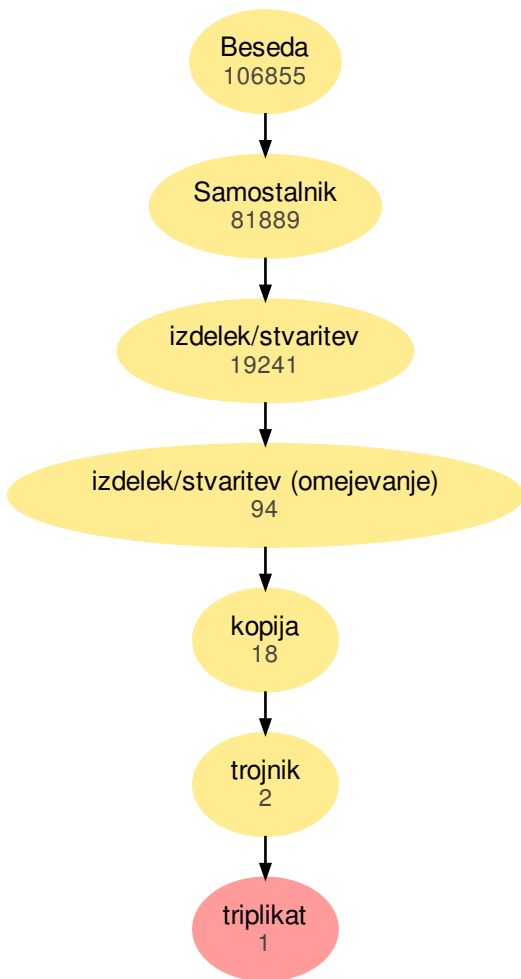 Beseda
106855
Samostalnik
81889
izdelek/stvaritev
19241
izdelek/stvaritev (omejevanje)
94
kopija
18
trojnik
2
triplikat
1